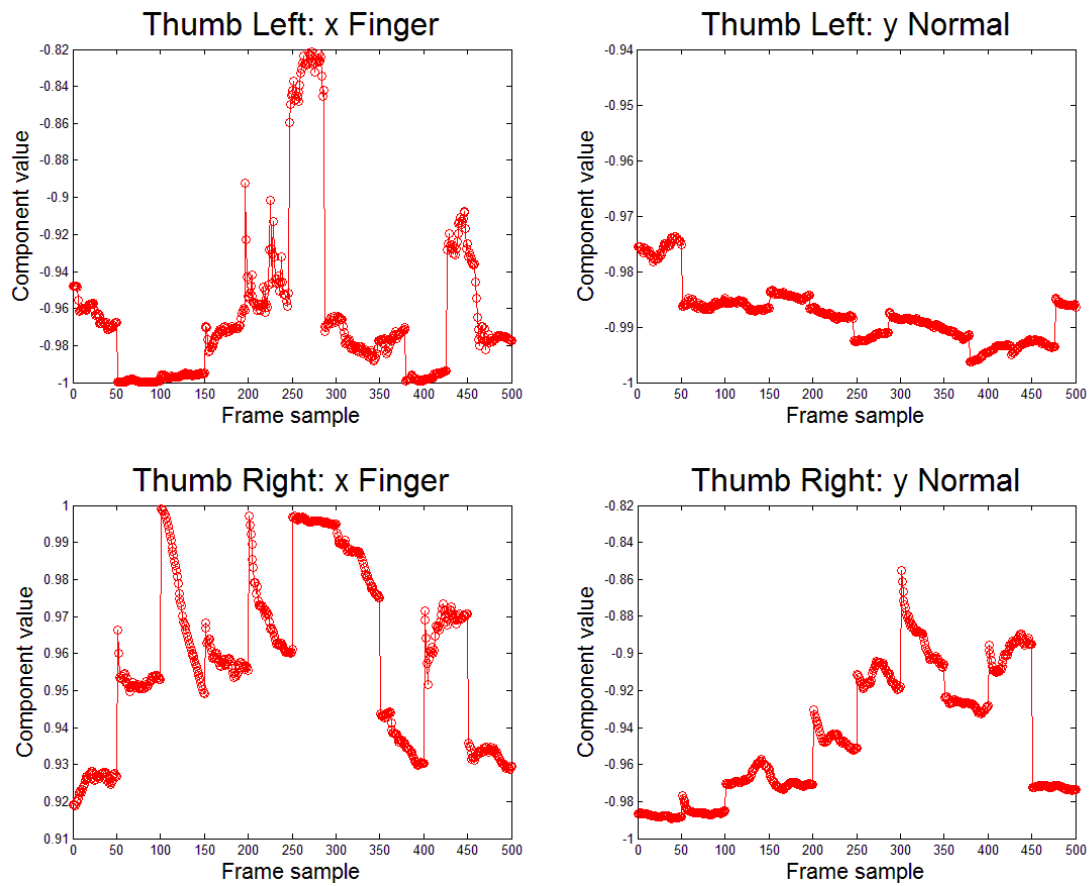 Thumb Left: x Finger
Component value
-0.82
-0.84
-0.86
-0.88
-0.9
-0.92
-0.94
-0.96
-0.98
-1
0 50 100 150 200 250 300 350 400 450 500
Frame sample
Thumb Left: y Normal
Component value
-0.94
-0.95
-0.96
-0.97
-0.98
-0.99
-1
0 50 100 150 200 250 300 350 400 450 500
Frame sample
Thumb Right: x Finger
Component value
1
0.99
0.98
0.97
0.96
0.95
0.94
0.93
0.92
0.91
0 50 100 150 200 250 300 350 400 450 500
Frame sample
Thumb Right: y Normal
Component value
-0.82
-0.84
-0.86
-0.88
-0.9
-0.92
-0.94
-0.96
-0.98
-1
0 50 100 150 200 250 300 350 400 450 500
Frame sample